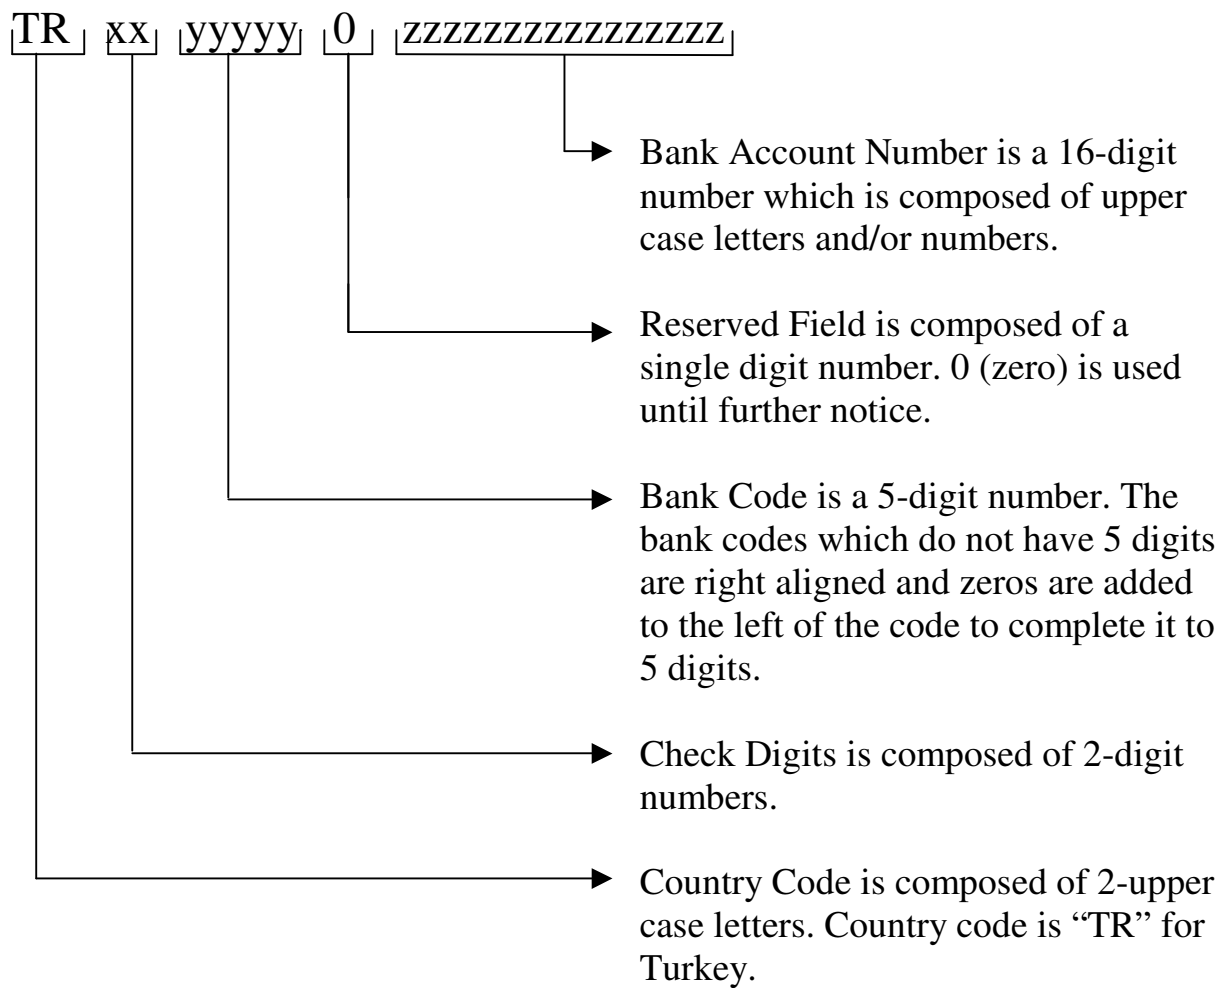 TR xx yyyyy 0 zzzzzzzzzzzzzzzz
Bank Account Number is a 16-digit
number which is composed of upper
case letters and/or numbers.
Reserved Field is composed of a
single digit number. 0 (zero) is used
until further notice.
Bank Code is a 5-digit number. The
bank codes which do not have 5 digits
are right aligned and zeros are added
to the left of the code to complete it to
5 digits.
Check Digits is composed of 2-digit
numbers.
Country Code is composed of 2-upper
case letters. Country code is “TR” for
Turkey.